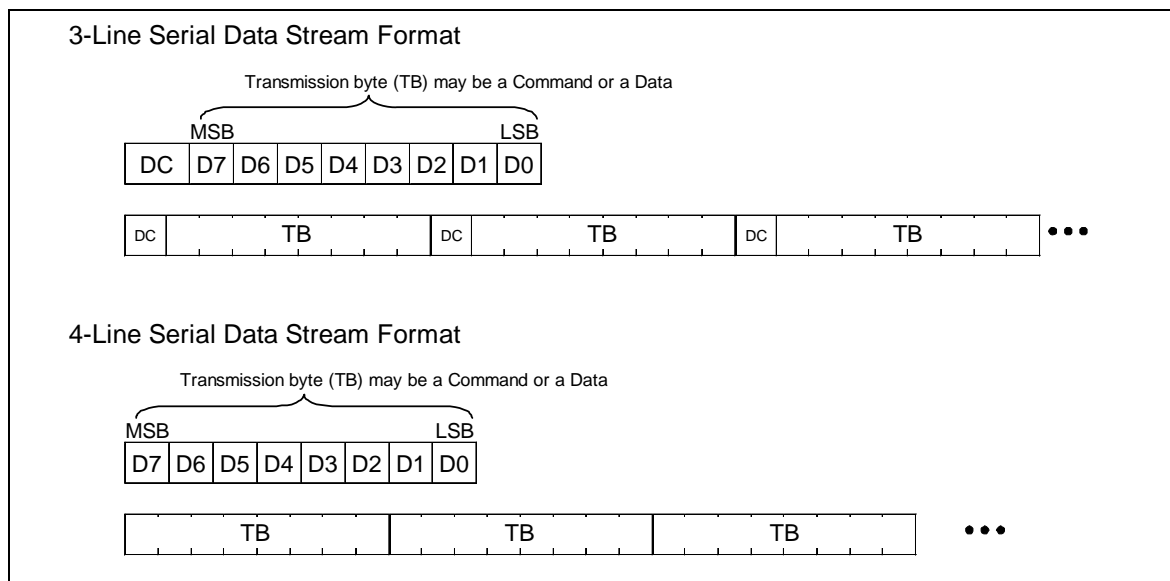 3-Line Serial Data Stream Format
Transmission byte (TB) may be a Command or a Data
MSB LSB
DC D7 D6 D5 D4 D3 D2 D1 D0
DC TB DC TB DC TB •••
4-Line Serial Data Stream Format
Transmission byte (TB) may be a Command or a Data
MSB LSB
D7 D6 D5 D4 D3 D2 D1 D0
TB TB TB •••